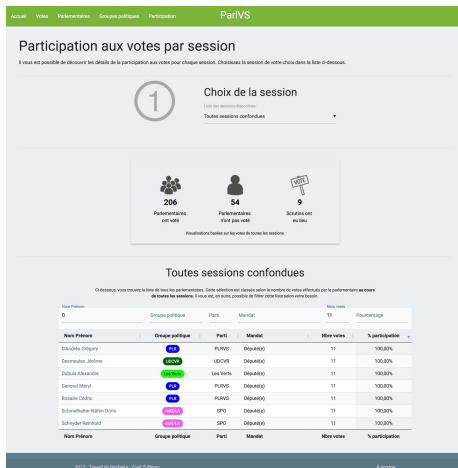 Accueil Votes Parlementaires Groupes politiques Participation ParlVS
Participation aux votes par session
Il vous est possible de découvrir les détails de la participation aux votes pour chaque session. Choisissez la session de votre choix dans la liste ci-dessous.
1
Choix de la session
Liste des sessions disponibles:
Toutes sessions confondues
VOTE
206 54 9
Parlementaires Parlementaires Scrutins ont
ont voté n'ont pas voté eu lieu
Visualisations basées sur les votes de toutes les sessions.
Toutes sessions confondues
Ci-dessous, vous trouvez la liste de tous les parlementaires. Cette sélection est classée selon le nombre de votes effectués par le parlementaire au cours
de toutes les sessions. Il vous est, en outre, possible de filtrer cette liste selon votre besoin.
Nom Prénom Nbre votes
D Groupe politique Parti Mandat 11 Pourcentage
Nom Prénom Groupe politique Parti Mandat Nbre votes % participation
D'Andrès Grégory PLR PLRVS Député(e) 11 100,00%
Desmeules Jérôme UDCVR UDCVR Député(e) 11 100,00%
Dubuis Alexandre Les Verts Les Verts Député(e) 11 100,00%
Genoud Méryl PLR PLRVS Député(e) 11 100,00%
Rosaire Cédric PLR PLRVS Député(e) 11 100,00%
Schmidhalter-Näfen Doris AdG/LA SPO Député(e) 11 100,00%
Schnyder Reinhold AdG/LA SPO Député(e) 11 100,00%
Nom Prénom Groupe politique Parti Mandat Nbre votes % participation
2017 - Travail de Bachelor - Cyril Zufferey À propos